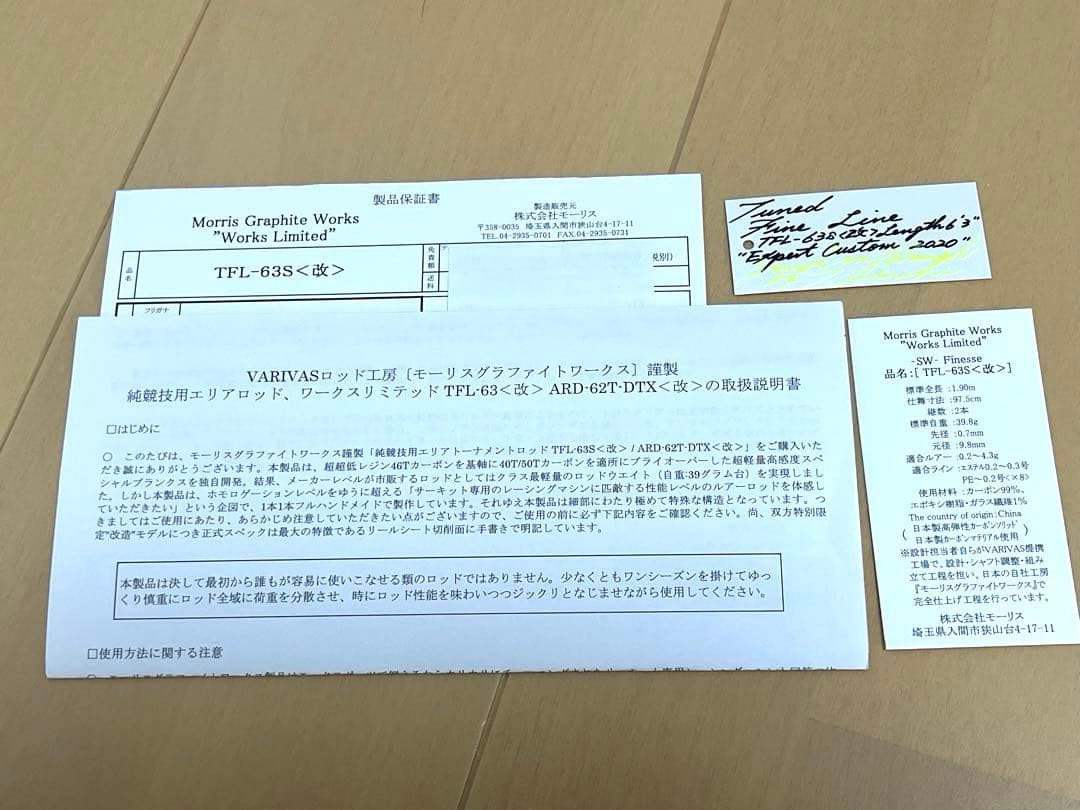 製品保証書
Morris Graphite Works
"Works Limited"
製造販売元
株式会社モーリス
〒358-0035 埼玉県入間市狭山台4-17-11
TEL.04-2935-0701 FAX.04-2935-0731
品名
TFL-63S<改>
免責額
送料
税別)
フリガナ
Tuned
Fine Line
TFL-63S<改>Length6'3"
"Expert Custom 2020"
VARIVASロッド工房〔モーリスグラファイトワークス〕謹製
純競技用エリアロッド、ワークスリミテッド TFL-63<改> ARD-62T-DTX<改>の取扱説明書
□はじめに
○ このたびは、モーリスグラファイトワークス謹製「純競技用エリアトーナメントロッド TFL-63S<改> / ARD-62T-DTX<改>」をご購入いた
だき誠にありがとうございます。本製品は、超超低レジン46Tカーボンを基軸に40T/50Tカーボンを適所にプライオーバーした超軽量高感度スペ
シャルブランクスを独自開発。結果、メーカーレベルが市販するロッドとしてはクラス最軽量のロッドウエイト（自重:39グラム台）を実現しまし
た。しかし本製品は、ホモロゲーションレベルをゆうに超える「サーキット専用のレーシングマシンに匹敵する性能レベルのルアーロッドを体感し
ていただきたい」という企図で、1本1本フルハンドメイドで製作しています。それゆえ本製品は細部にわたり極めて特殊な構造となっています。つ
きましてはご使用にあたり、あらかじめ注意していただきたい点がございますので、ご使用の前に必ず下記内容をご確認ください。尚、双方特別限
定"改造"モデルにつき正式スペックは最大の特徴であるリールシート切削面に手書きで明記しています。
本製品は決して最初から誰もが容易に使いこなせる類のロッドではありません。少なくともワンシーズンを掛けてゆっ
くり慎重にロッド全域に荷重を分散させ、時にロッド性能を味わいつつジックリとなじませながら使用してください。
□使用方法に関する注意
Morris Graphite Works
"Works Limited"
-SW- Finesse
品名:[ TFL-63S<改>]
標準全長 :1.90m
仕舞寸法 :97.5cm
継数 :2本
標準自重 :39.8g
先径 :0.7mm
元径 :9.8mm
適合ルアー :0.2~4.3g
適合ライン :エステル0.2~0.3号
PE~0.2号<×8>
使用材料 :カーボン99%、
エポキシ樹脂・ガラス繊維1%
The country of origin:China
(日本製高弾性カーボンソリッド
日本製カーボンマテリアル使用)
※設計担当者自らがVARIVAS提携
工場で、設計・シャフト調整・組み
立て工程を担い、日本の自社工房
『モーリスグラファイトワークス』で
完全仕上げ工程を行っています。
株式会社モーリス
埼玉県入間市狭山台4-17-11